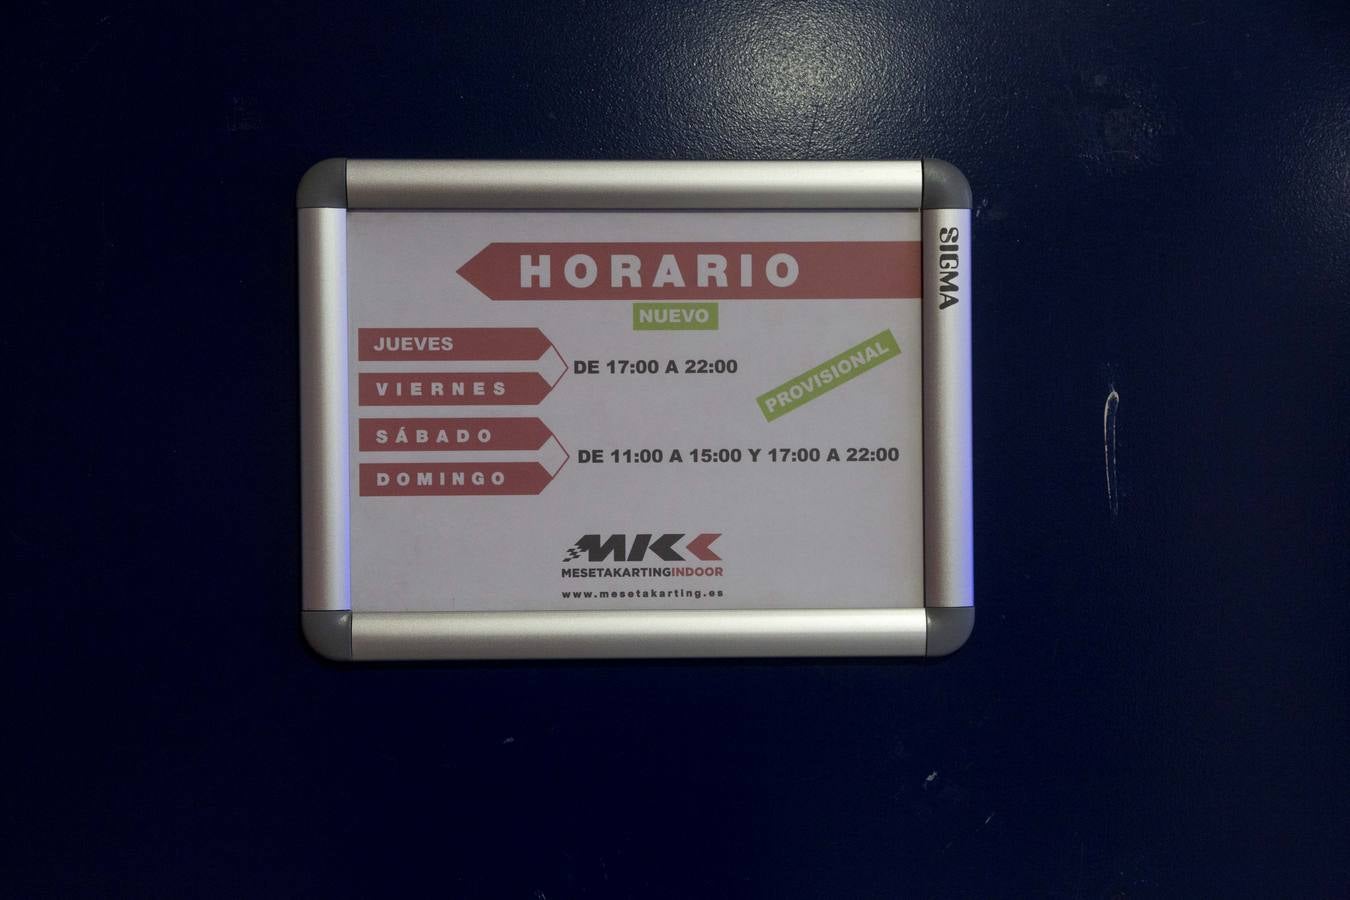 HORARIO
NUEVO
JUEVES
VIERNES
DE 17:00 A 22:00
PROVISIONAL
SÁBADO
DOMINGO
DE 11:00 A 15:00 Y 17:00 A 22:00
MKK
MESETAKARTINGINDOOR
www.mesetakarting.es
SIGMA